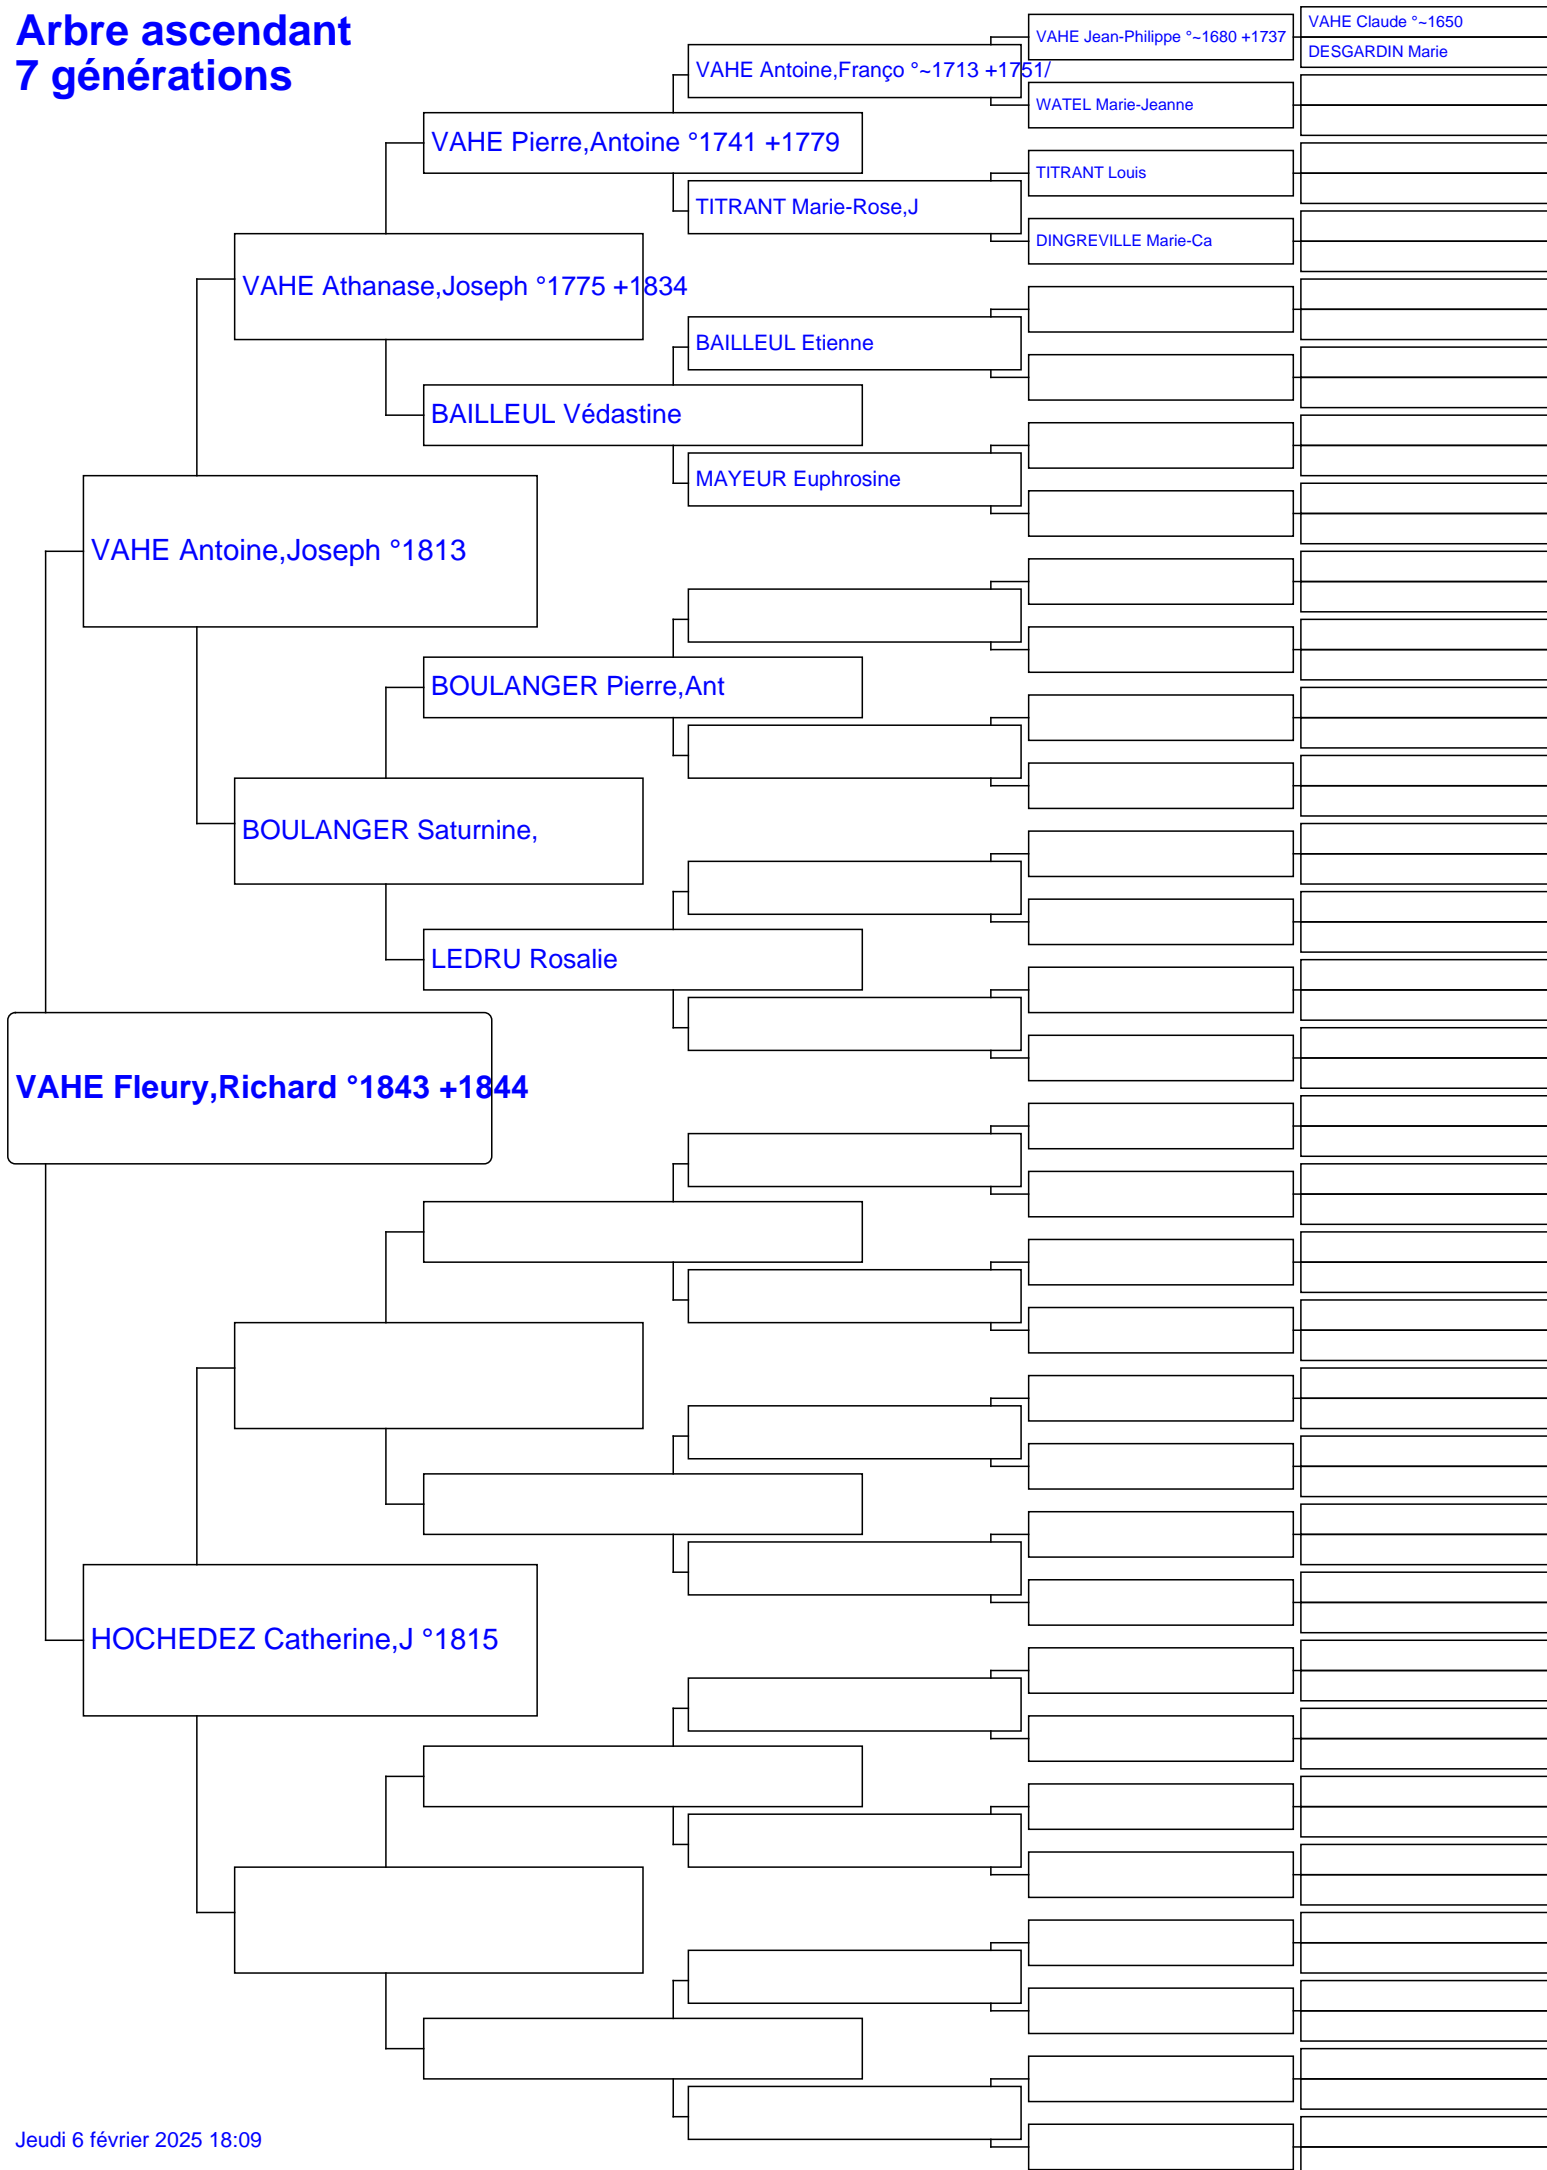 Arbre ascendant
7 générations
VAHE Claude °~1650
VAHE Jean-Philippe °~1680 +1737
DESGARDIN Marie
VAHE Antoine,Franço °~1713 +1751/
WATEL Marie-Jeanne
VAHE Pierre,Antoine °1741 +1779
TITRANT Louis
TITRANT Marie-Rose,J
DINGREVILLE Marie-Ca
VAHE Athanase,Joseph °1775 +1834
BAILLEUL Etienne
BAILLEUL Védastine
MAYEUR Euphrosine
VAHE Antoine,Joseph °1813
BOULANGER Pierre,Ant
BOULANGER Saturnine,
LEDRU Rosalie
VAHE Fleury,Richard °1843 +1844
HOCHEDEZ Catherine,J °1815
Jeudi 6 février 2025 18:09